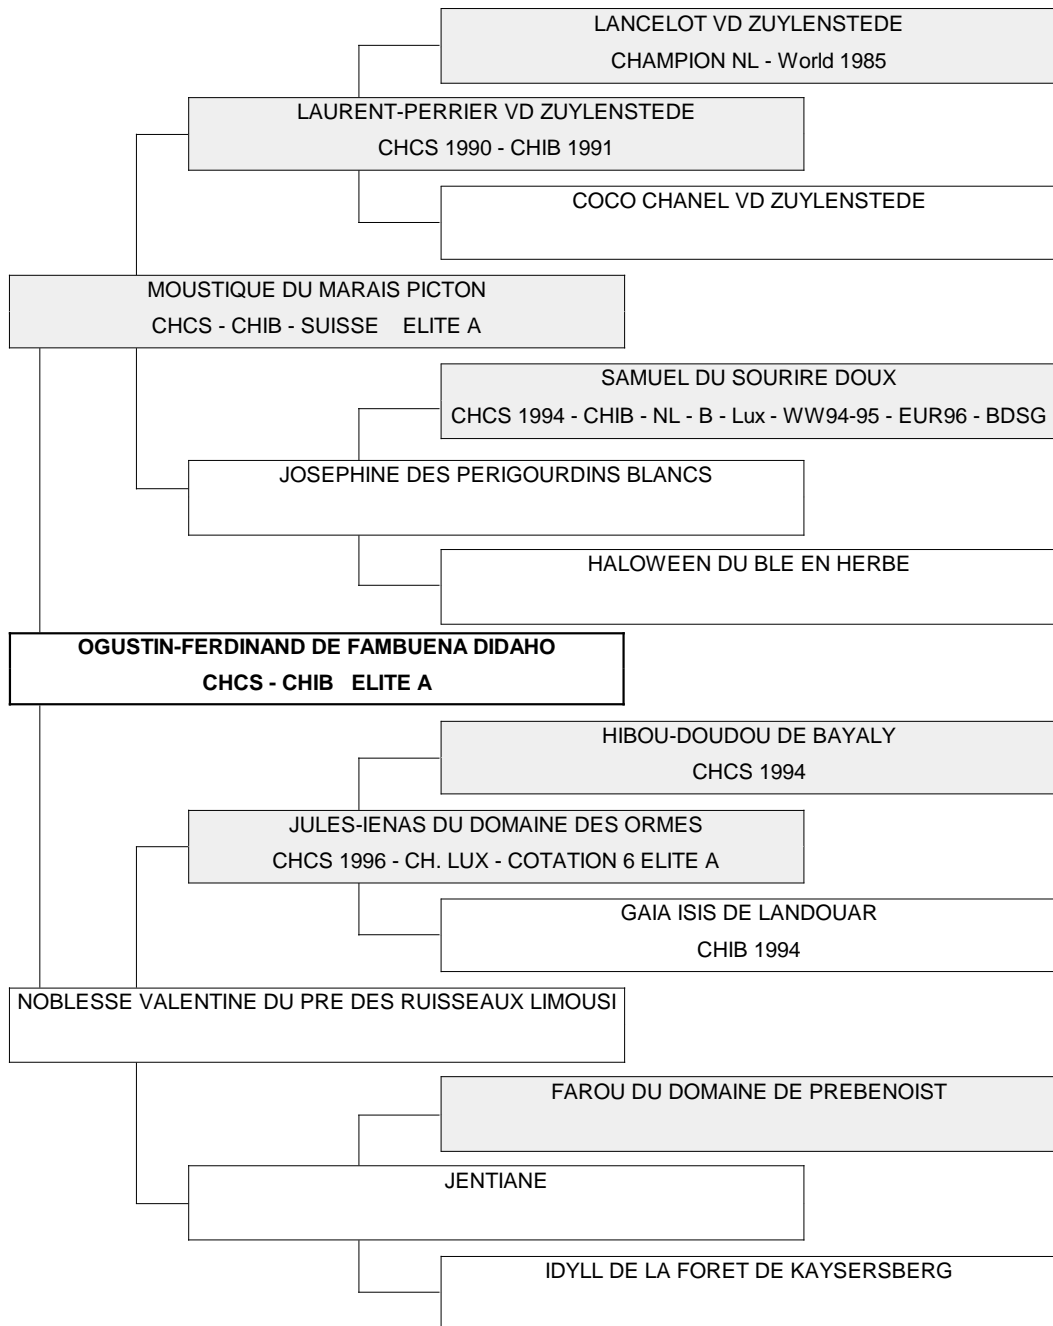 LANCELOT VD ZUYLENSTEDE
CHAMPION NL - World 1985
LAURENT-PERRIER VD ZUYLENSTEDE
CHCS 1990 - CHIB 1991
COCO CHANEL VD ZUYLENSTEDE
MOUSTIQUE DU MARAIS PICTON
CHCS - CHIB - SUISSE ELITE A
SAMUEL DU SOURIRE DOUX
CHCS 1994 - CHIB - NL - B - Lux - WW94-95 - EUR96 - BDSG
JOSEPHINE DES PERIGOURDINS BLANCS
HALOWEEN DU BLE EN HERBE
OGUSTIN-FERDINAND DE FAMBUENA DIDAHO
CHCS - CHIB ELITE A
HIBOU-DOUDOU DE BAYALY
CHCS 1994
JULES-IENAS DU DOMAINE DES ORMES
CHCS 1996 - CH. LUX - COTATION 6 ELITE A
GAIA ISIS DE LANDOUAR
CHIB 1994
NOBLESSE VALENTINE DU PRE DES RUISSEAUX LIMOUSI
FAROU DU DOMAINE DE PREBENOIST
JENTIANE
IDYLL DE LA FORET DE KAYSERSBERG